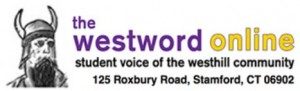 the
westword online
student voice of the westhill community
125 Roxbury Road, Stamford, CT 06902